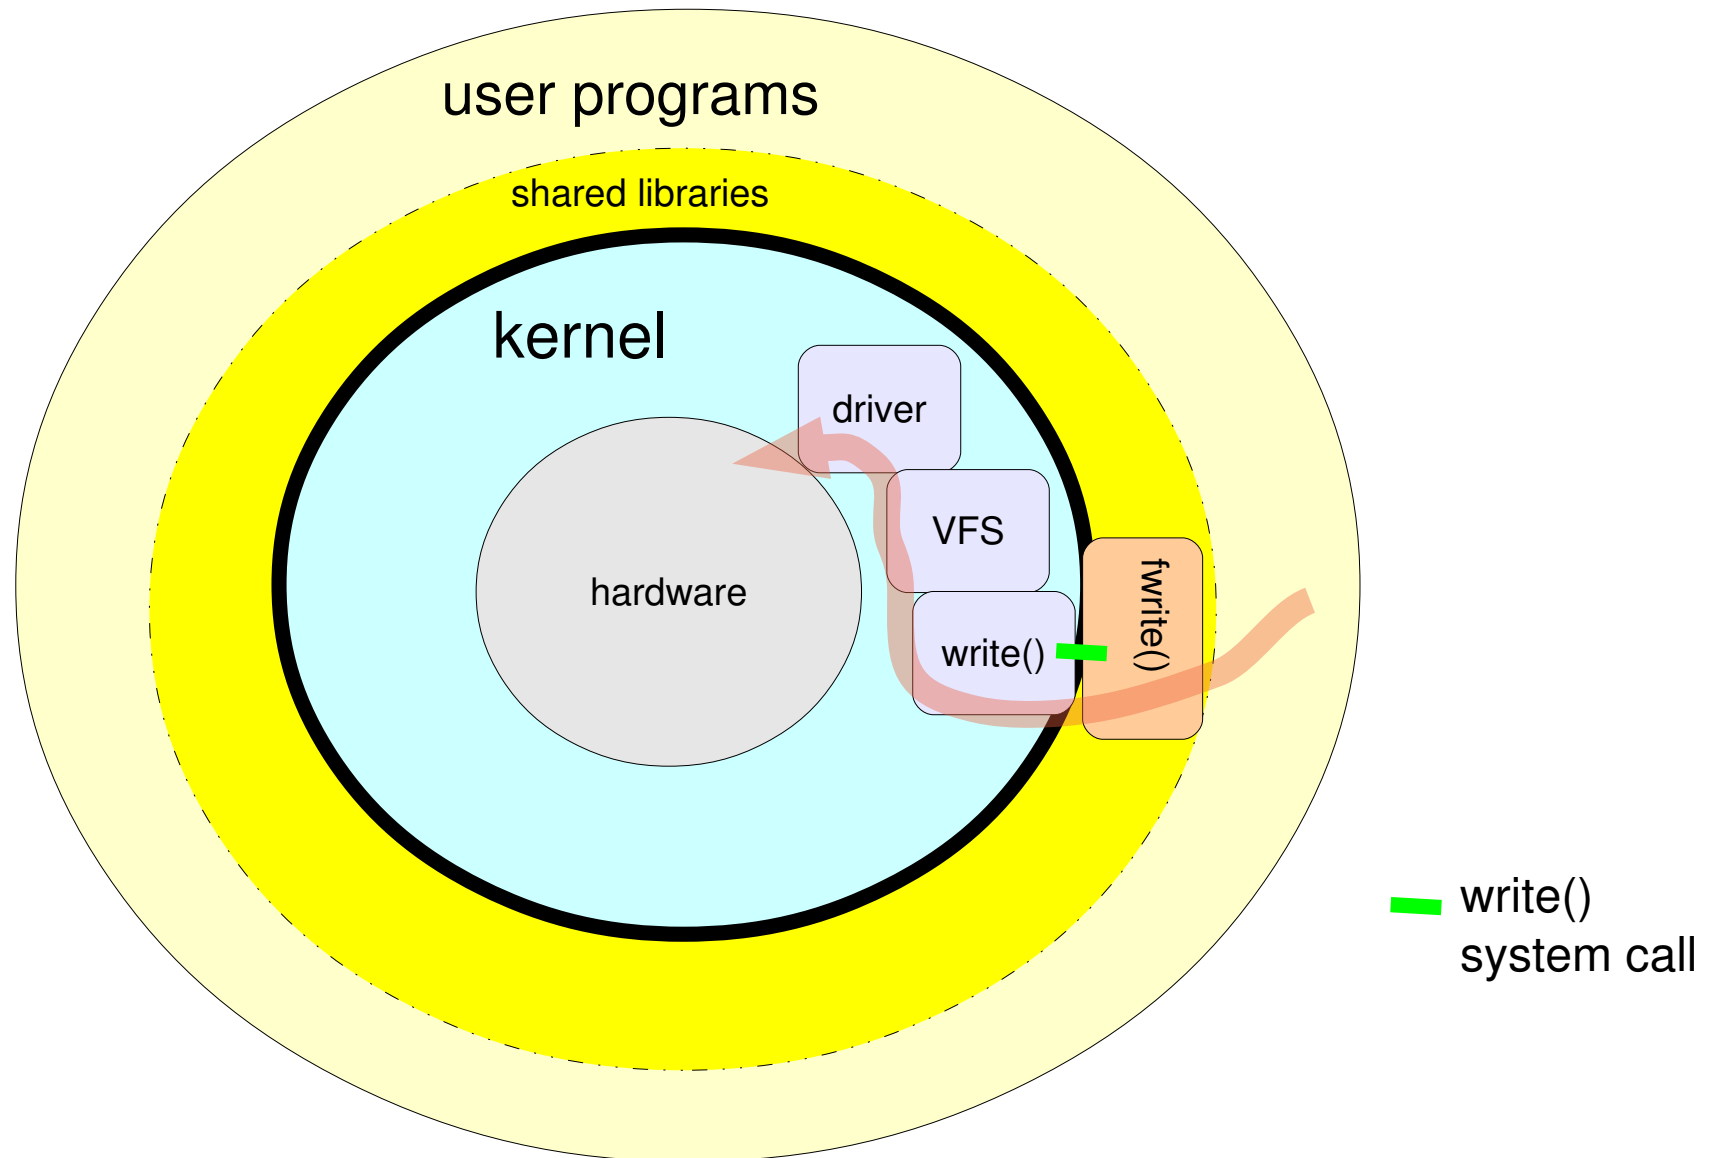 user programs
shared libraries
kernel
driver
VFS
fwrite()
hardware
write()
write()
system call